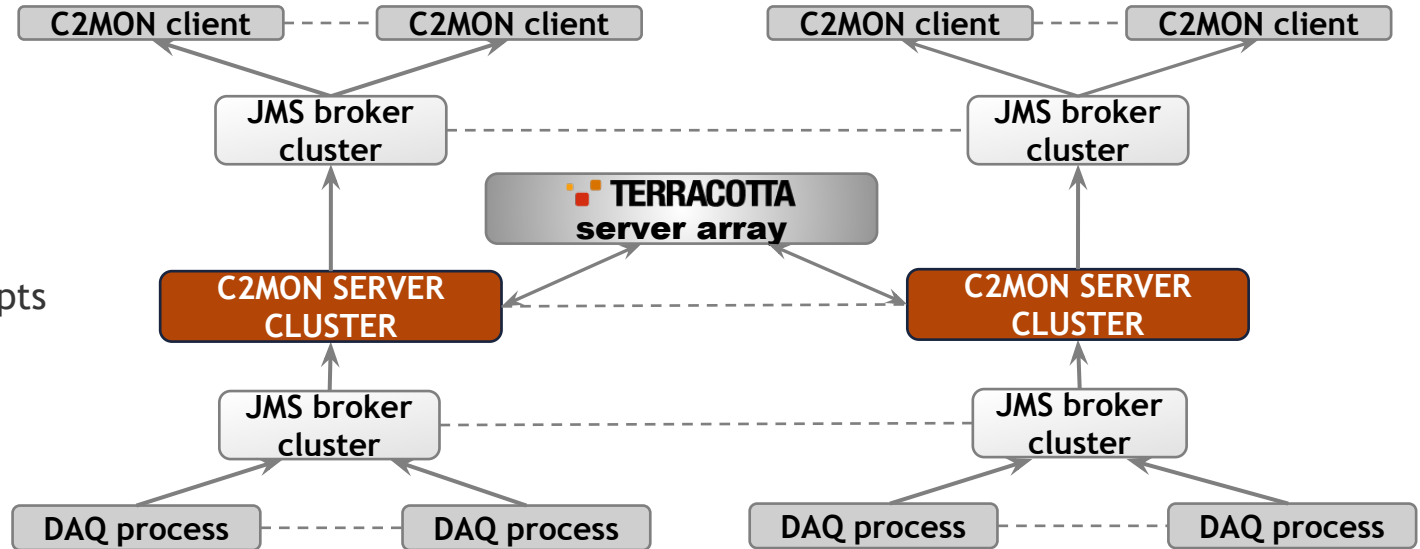 C2MON client
C2MON client
C2MON client
C2MON client
JMS broker
cluster
JMS broker
cluster
TERRACOTTA
server array
C2MON SERVER
CLUSTER
C2MON SERVER
CLUSTER
pts
JMS broker
cluster
JMS broker
cluster
DAQ process
DAQ process
DAQ process
DAQ process